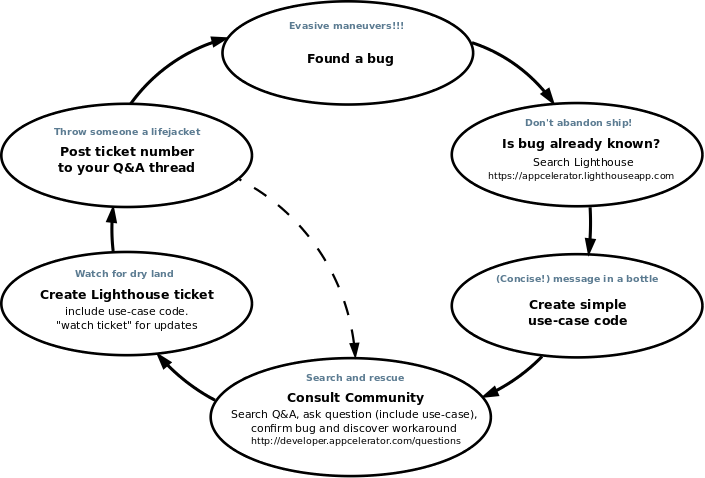 Evasive maneuvers!!!
Found a bug
Don't abandon ship!
Is bug already known?
Search Lighthouse
https://appcelerator.lighthouseapp.com
(Concise!) message in a bottle
Create simple
use-case code
Search and rescue
Consult Community
Search Q&A, ask question (include use-case),
confirm bug and discover workaround
http://developer.appcelerator.com/questions
Watch for dry land
Create Lighthouse ticket
include use-case code.
"watch ticket" for updates
Throw someone a lifejacket
Post ticket number
to your Q&A thread